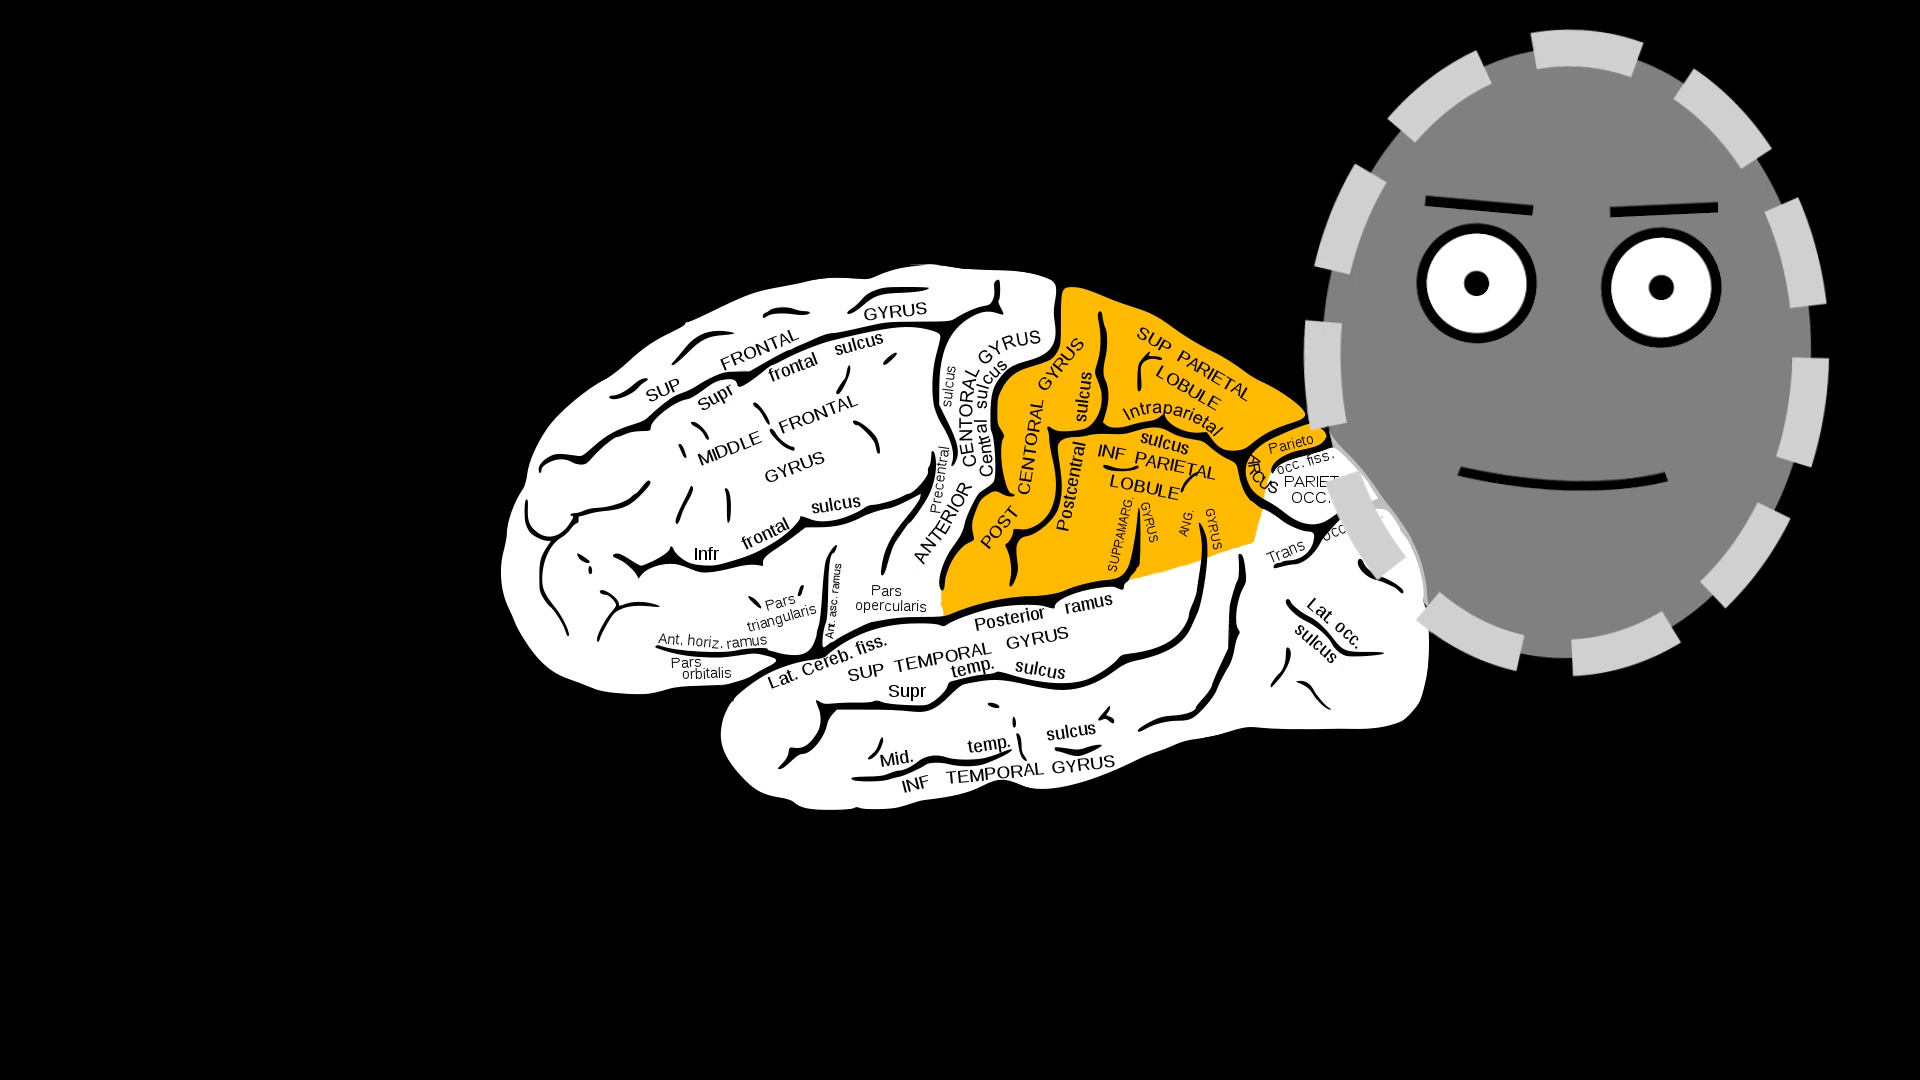 GYRUS
FRONTAL
SUP
Supr frontal sulcus
MIDDLE FRONTAL
GYRUS
Infr frontal sulcus
Precentral sulcus
ANTERIOR CENTORAL GYRUS
Central sulcus
POST CENTORAL GYRUS
Postcentral sulcus
SUP PARIETAL
LOBULE
Intraparietal
sulcus
INF PARIETAL
LOBULE
SUPRAMARG.
GYRUS
ANG.
GYRUS
Parieto
occ. fiss.
ARCUS
Trans
Lat. occ.
sulcus
Pars
triangularis
Ant. asc. ramus
Pars
opercularis
Ant. horiz. ramus
Pars
orbitalis
Lat. Cereb. fiss.
Posterior ramus
SUP TEMPORAL GYRUS
Supr temp. sulcus
Mid. temp. sulcus
INF TEMPORAL GYRUS